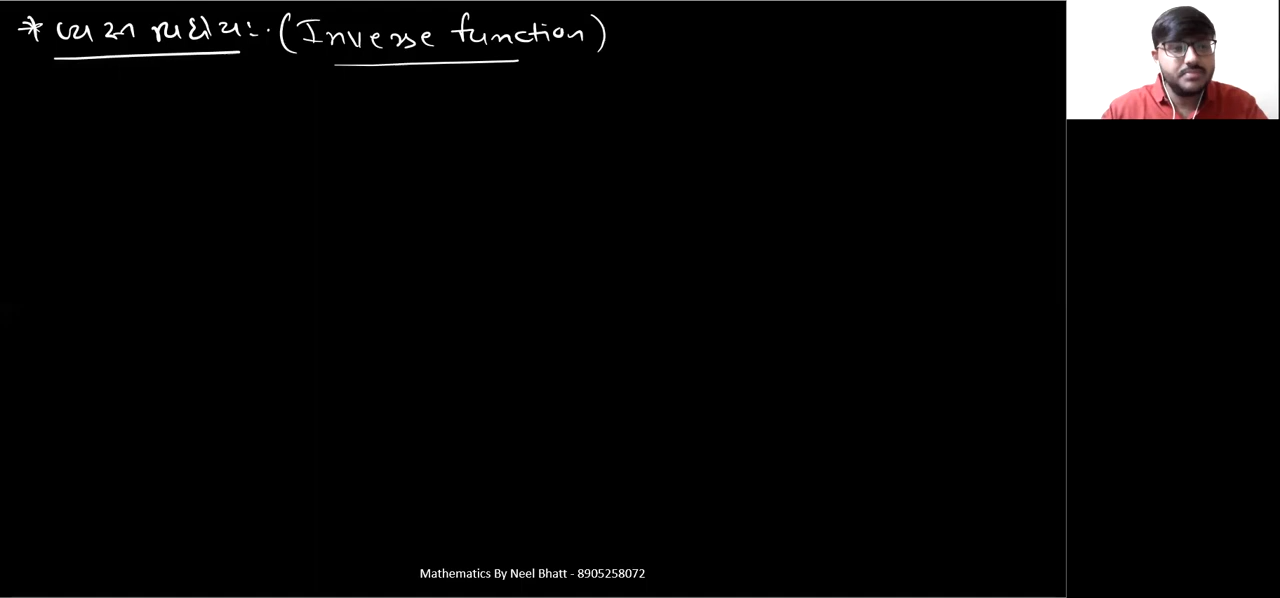 * વ્યસ્ત વિધેય :- (Inverse function)
Mathematics By Neel Bhatt - 8905258072